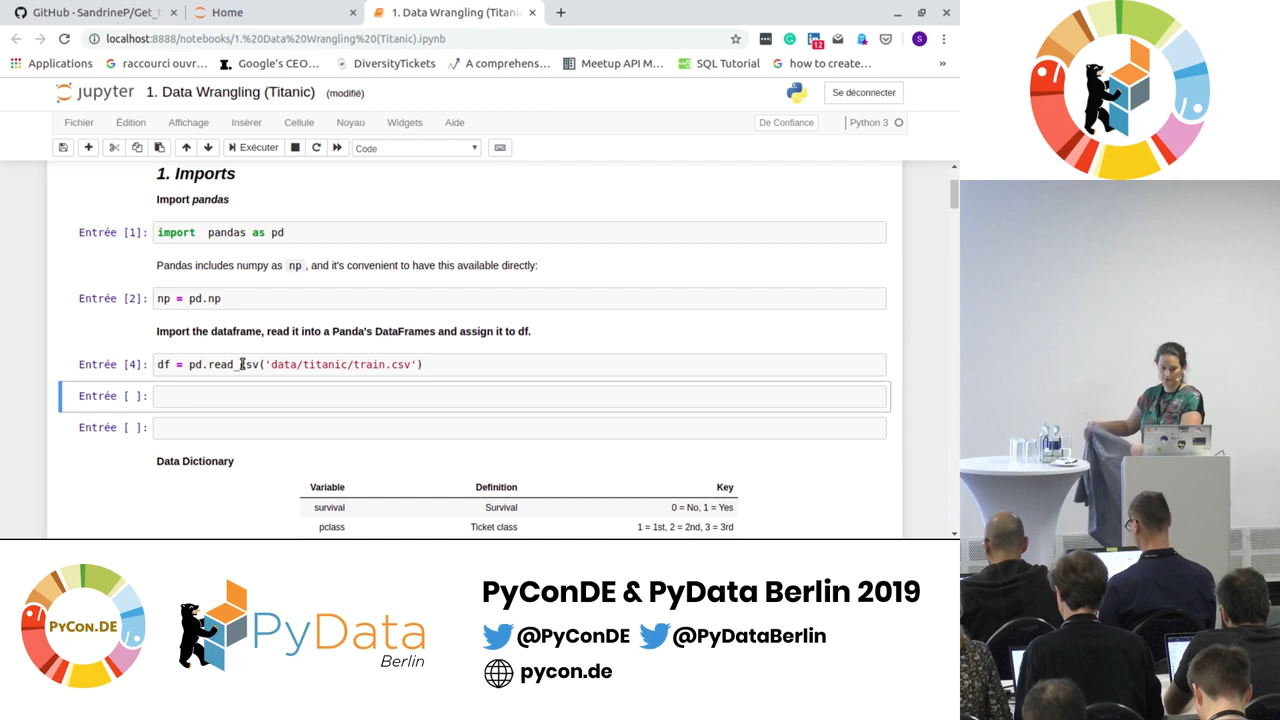 GitHub - SandrineP/Get_
Home
1. Data Wrangling (Titani
localhost:8888/notebooks/1.%20Data%20Wrangling%20(Titanic).ipynb
12
S
Applications
raccourci ouvr...
Google's CEO...
DiversityTickets
A comprehens...
Meetup API M...
SQL Tutorial
how to create...
»
jupyter 1. Data Wrangling (Titanic) (modifié)
Se déconnecter
Fichier Édition Affichage Insérer Cellule Noyau Widgets Aide
De Confiance
Python 3
Exécuter
Code
1. Imports
Import pandas
Entrée [1]: import pandas as pd
Pandas includes numpy as np , and it's convenient to have this available directly:
Entrée [2]: np = pd.np
Import the dataframe, read it into a Panda's DataFrames and assign it to df.
Entrée [4]: df = pd.read_csv('data/titanic/train.csv')
Entrée [ ]:
Entrée [ ]:
Data Dictionary
Variable Definition Key
survival Survival 0 = No, 1 = Yes
pclass Ticket class 1 = 1st, 2 = 2nd, 3 = 3rd
PyCon.DE
PyData
Berlin
PyConDE & PyData Berlin 2019
@PyConDE @PyDataBerlin
pycon.de